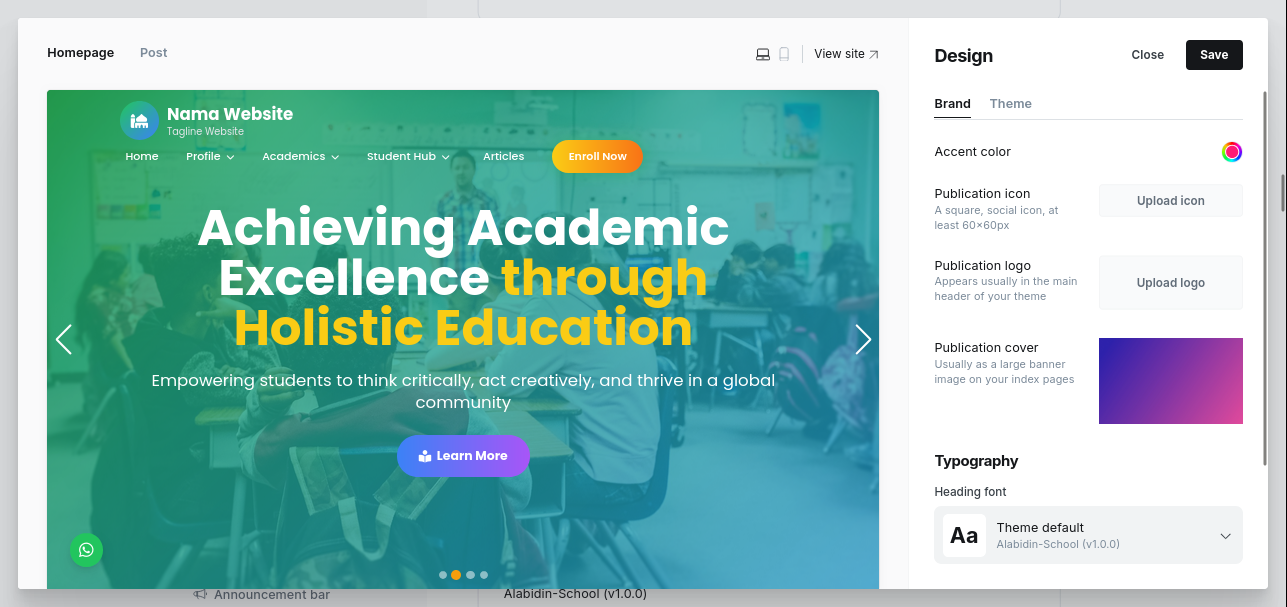 Homepage
Post
View site
Nama Website
Tagline Website
Home
Profile
Academics
Student Hub
Articles
Enroll Now
Achieving Academic
Excellence through
Holistic Education
Empowering students to think critically, act creatively, and thrive in a global
community
Learn More
Design
Close
Save
Brand
Theme
Accent color
Publication icon
A square, social icon, at
least 60×60px
Upload icon
Publication logo
Appears usually in the main
header of your theme
Upload logo
Publication cover
Usually as a large banner
image on your index pages
Typography
Heading font
Aa
Theme default
Alabidin-School (v1.0.0)
Announcement bar
Alabidin-School (v1.0.0)